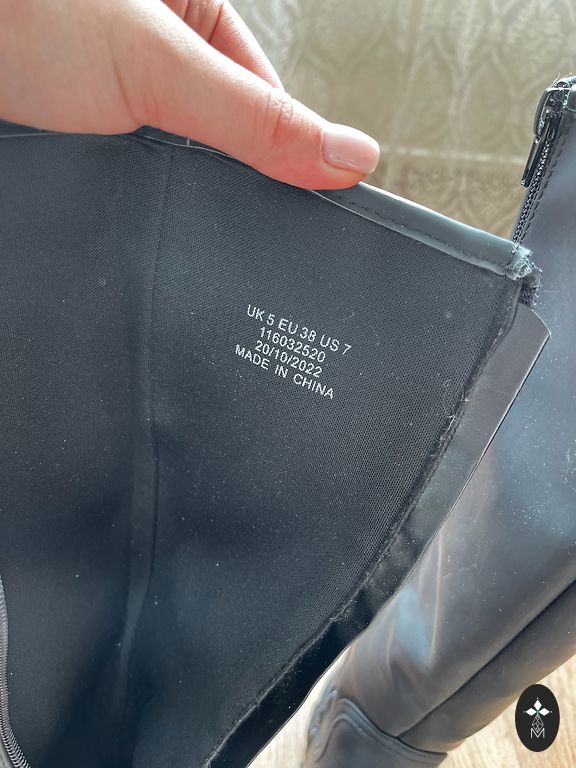 UK 5 EU 38 US 7
116032520
20/10/2022
MADE IN CHINA